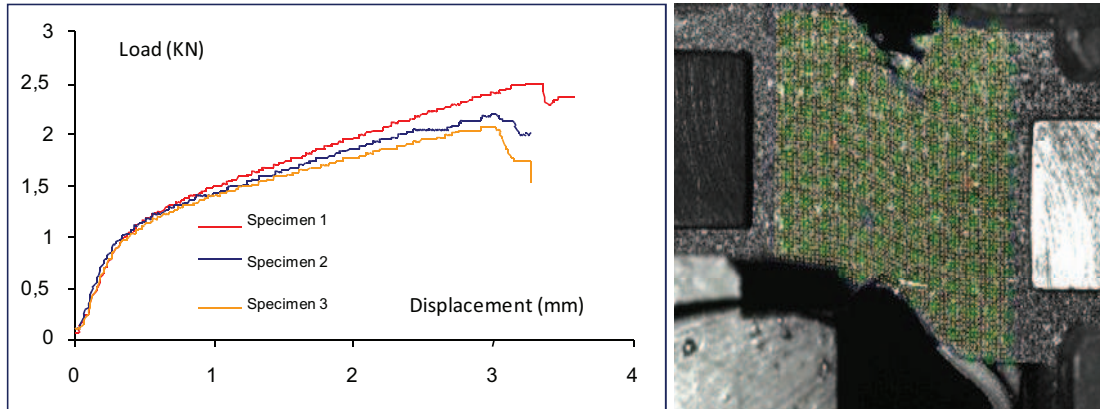 3
Load (KN)
2,5
2
1,5
Specimen 1
1
Specimen 2
0,5
Specimen 3
Displacement (mm)
0
0 1 2 3 4